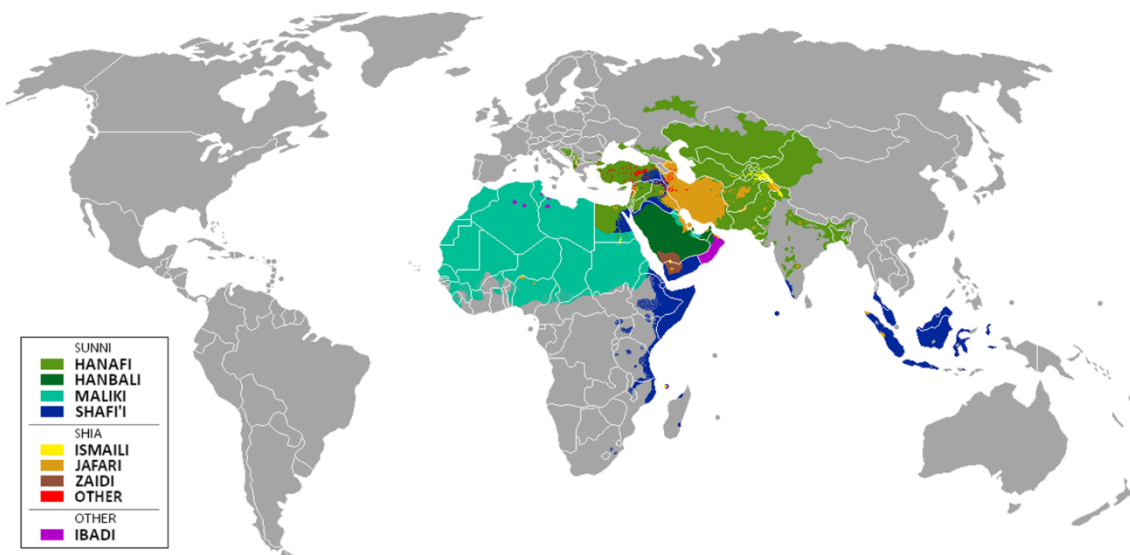 SUNNI
HANAFI
HANBALI
MALIKI
SHAFI'I
SHIA
ISMAILI
JAFARI
ZAIDI
OTHER
OTHER
IBADI